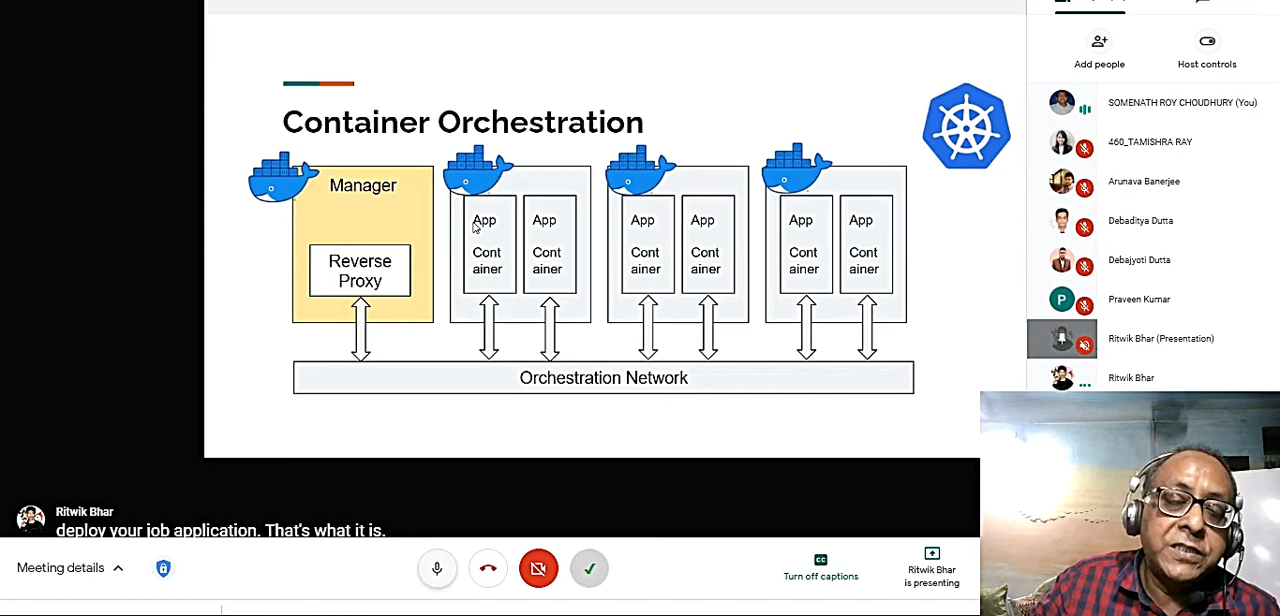 Container Orchestration
Manager
Reverse
Proxy
App
Cont
ainer
App
Cont
ainer
App
Cont
ainer
App
Cont
ainer
App
Cont
ainer
App
Cont
ainer
Orchestration Network
Add people
Host controls
SOMENATH ROY CHOUDHURY (You)
460_TAMISHRA RAY
Arunava Banerjee
Debaditya Dutta
Debajyoti Dutta
P
Praveen Kumar
Ritwik Bhar (Presentation)
Ritwik Bhar
Ritwik Bhar
deploy your job application. That's what it is.
Meeting details
CC
Turn off captions
Ritwik Bhar
is presenting